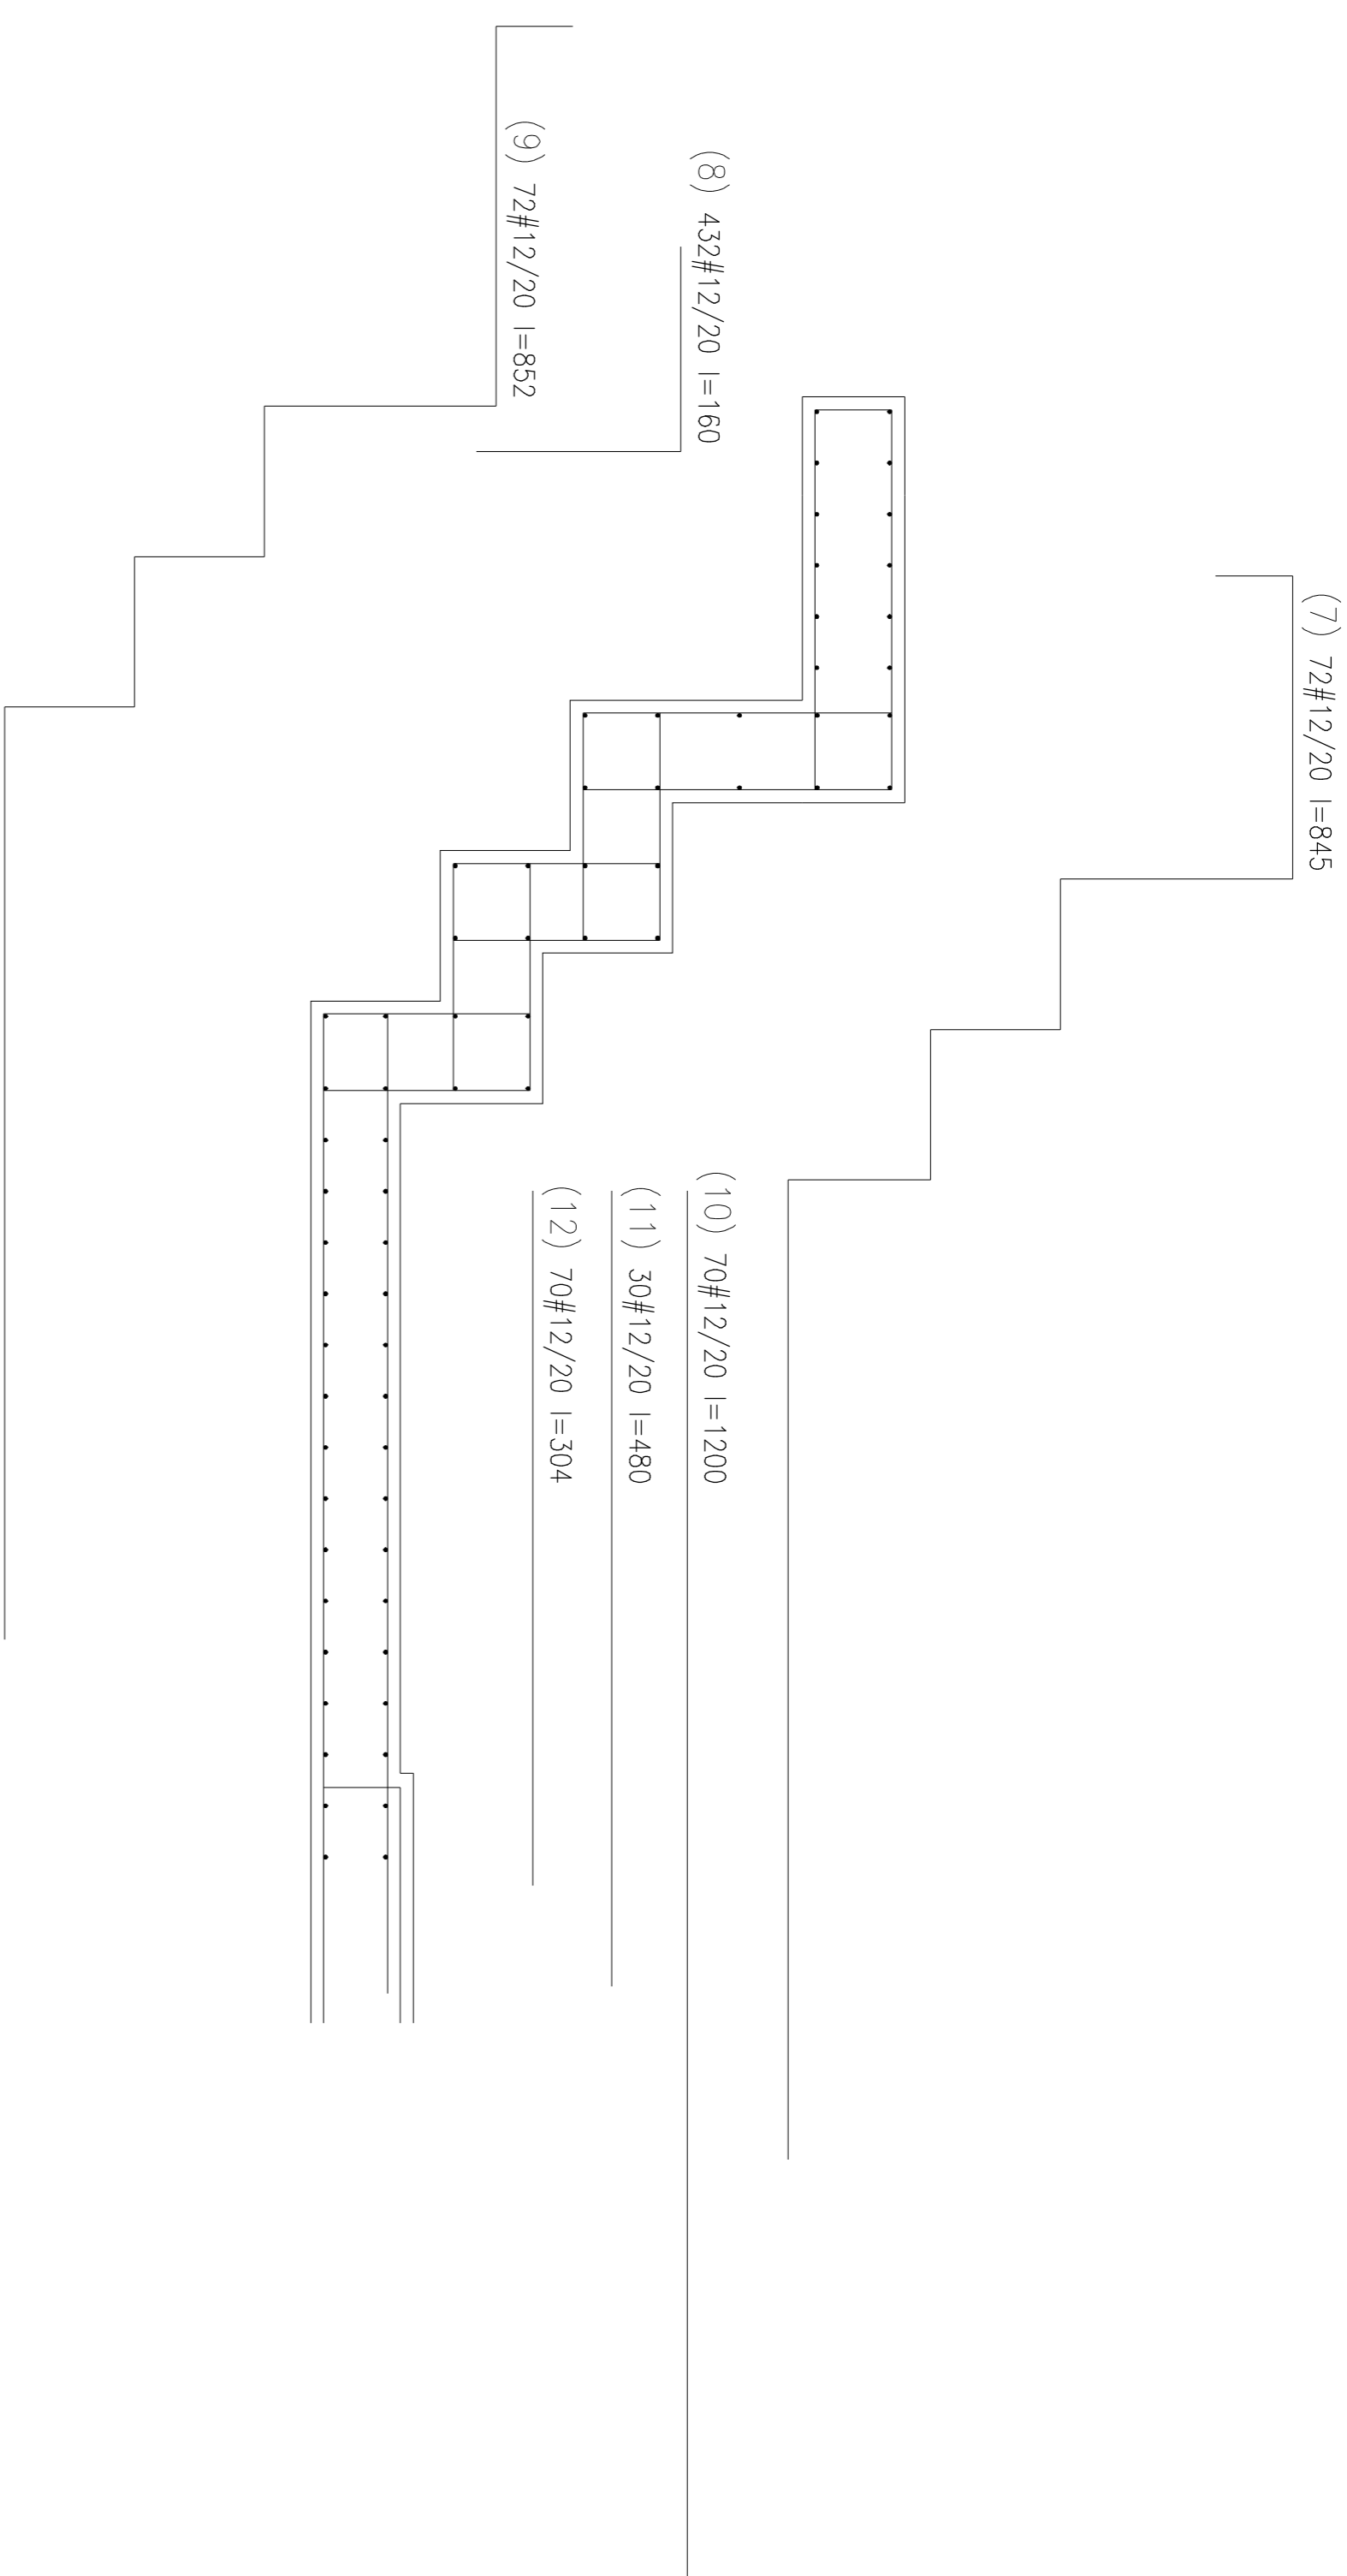 (7) 72#12/20 l=845
(8) 432#12/20 l=160
(9) 72#12/20 l=852
(10) 70#12/20 l=1200
(11) 30#12/20 l=480
(12) 70#12/20 l=304